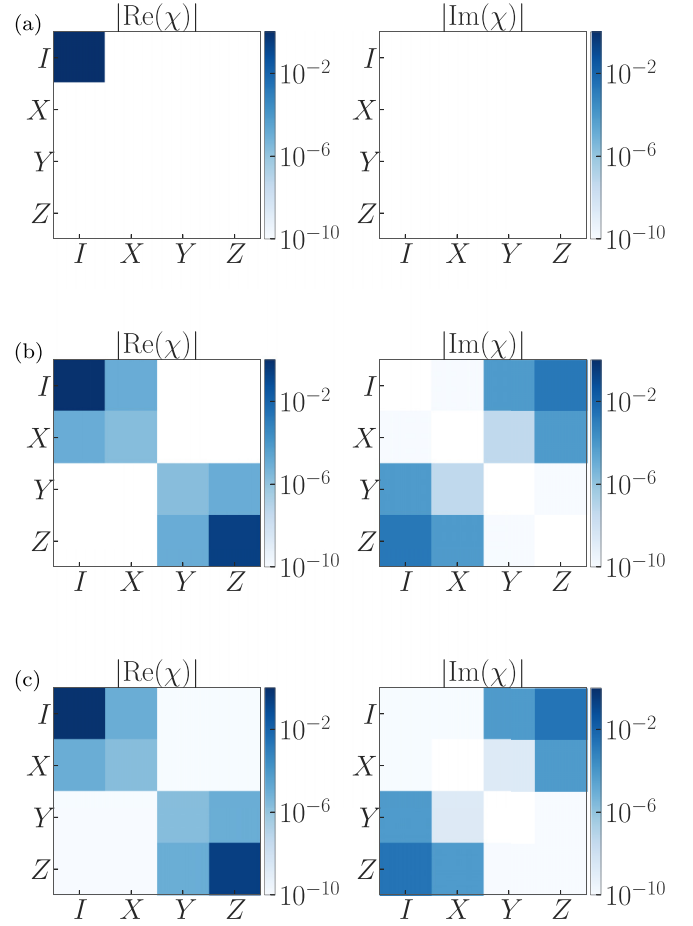 (a) |Re(χ)| |Im(χ)|
I 10⁻² I 10⁻²
X X
Y 10⁻⁶ Y 10⁻⁶
Z Z
10⁻¹⁰ 10⁻¹⁰
I X Y Z I X Y Z
(b) |Re(χ)| |Im(χ)|
I 10⁻² I 10⁻²
X X
Y 10⁻⁶ Y 10⁻⁶
Z Z
10⁻¹⁰ 10⁻¹⁰
I X Y Z I X Y Z
(c) |Re(χ)| |Im(χ)|
I 10⁻² I 10⁻²
X X
Y 10⁻⁶ Y 10⁻⁶
Z Z
10⁻¹⁰ 10⁻¹⁰
I X Y Z I X Y Z